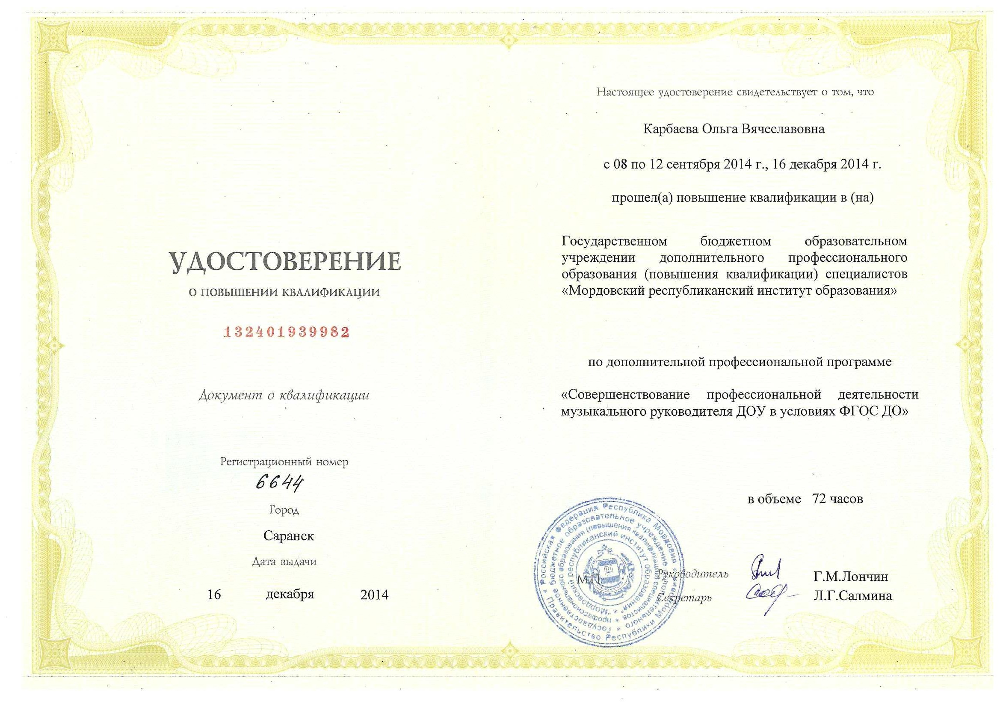 УДОСТОВЕРЕНИЕ
О ПОВЫШЕНИИ КВАЛИФИКАЦИИ
132401939982
Документ о квалификации
Регистрационный номер
6644
Город
Саранск
Дата выдачи
16 декабря 2014
Настоящее удостоверение свидетельствует о том, что
Карбаева Ольга Вячеславовна
с 08 по 12 сентября 2014 г., 16 декабря 2014 г.
прошел(а) повышение квалификации в (на)
Государственном бюджетном образовательном
учреждении дополнительного профессионального
образования (повышения квалификации) специалистов
«Мордовский республиканский институт образования»
по дополнительной профессиональной программе
«Совершенствование профессиональной деятельности
музыкального руководителя ДОУ в условиях ФГОС ДО»
в объеме 72 часов
М.П.
Руководитель Г.М.Лончин
Секретарь Л.Г.Салмина
* Российская Федерация Республика Мордовия *
Правительство Республики Мордовия
* Государственное бюджетное образовательное учреждение дополнительного
профессионального образования (повышения квалификации) специалистов *
* "Мордовский республиканский институт образования"